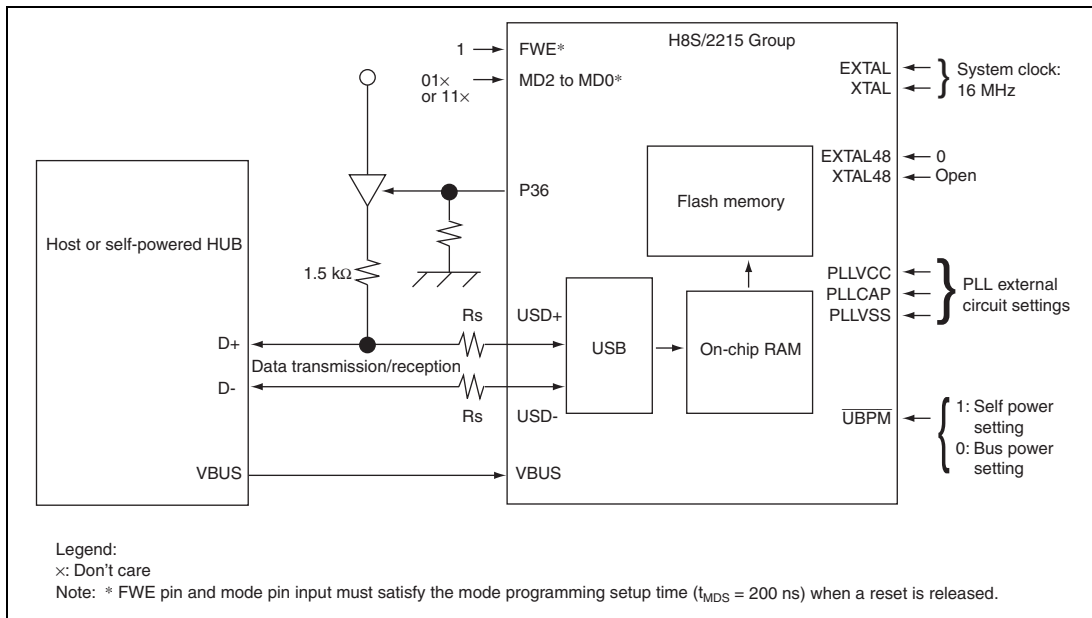 H8S/2215 Group
1
FWE*
01×
or 11×
MD2 to MD0*
EXTAL
XTAL
System clock:
16 MHz
EXTAL48
0
XTAL48
Open
P36
Flash memory
Host or self-powered HUB
1.5 kΩ
PLLVCC
PLLCAP
PLLVSS
PLL external
circuit settings
Rs
USD+
USB
On-chip RAM
D+
Data transmission/reception
D-
Rs
USD-
UBPM
1: Self power
setting
0: Bus power
setting
VBUS
VBUS
Legend:
×: Don't care
Note: * FWE pin and mode pin input must satisfy the mode programming setup time (tMDS = 200 ns) when a reset is released.